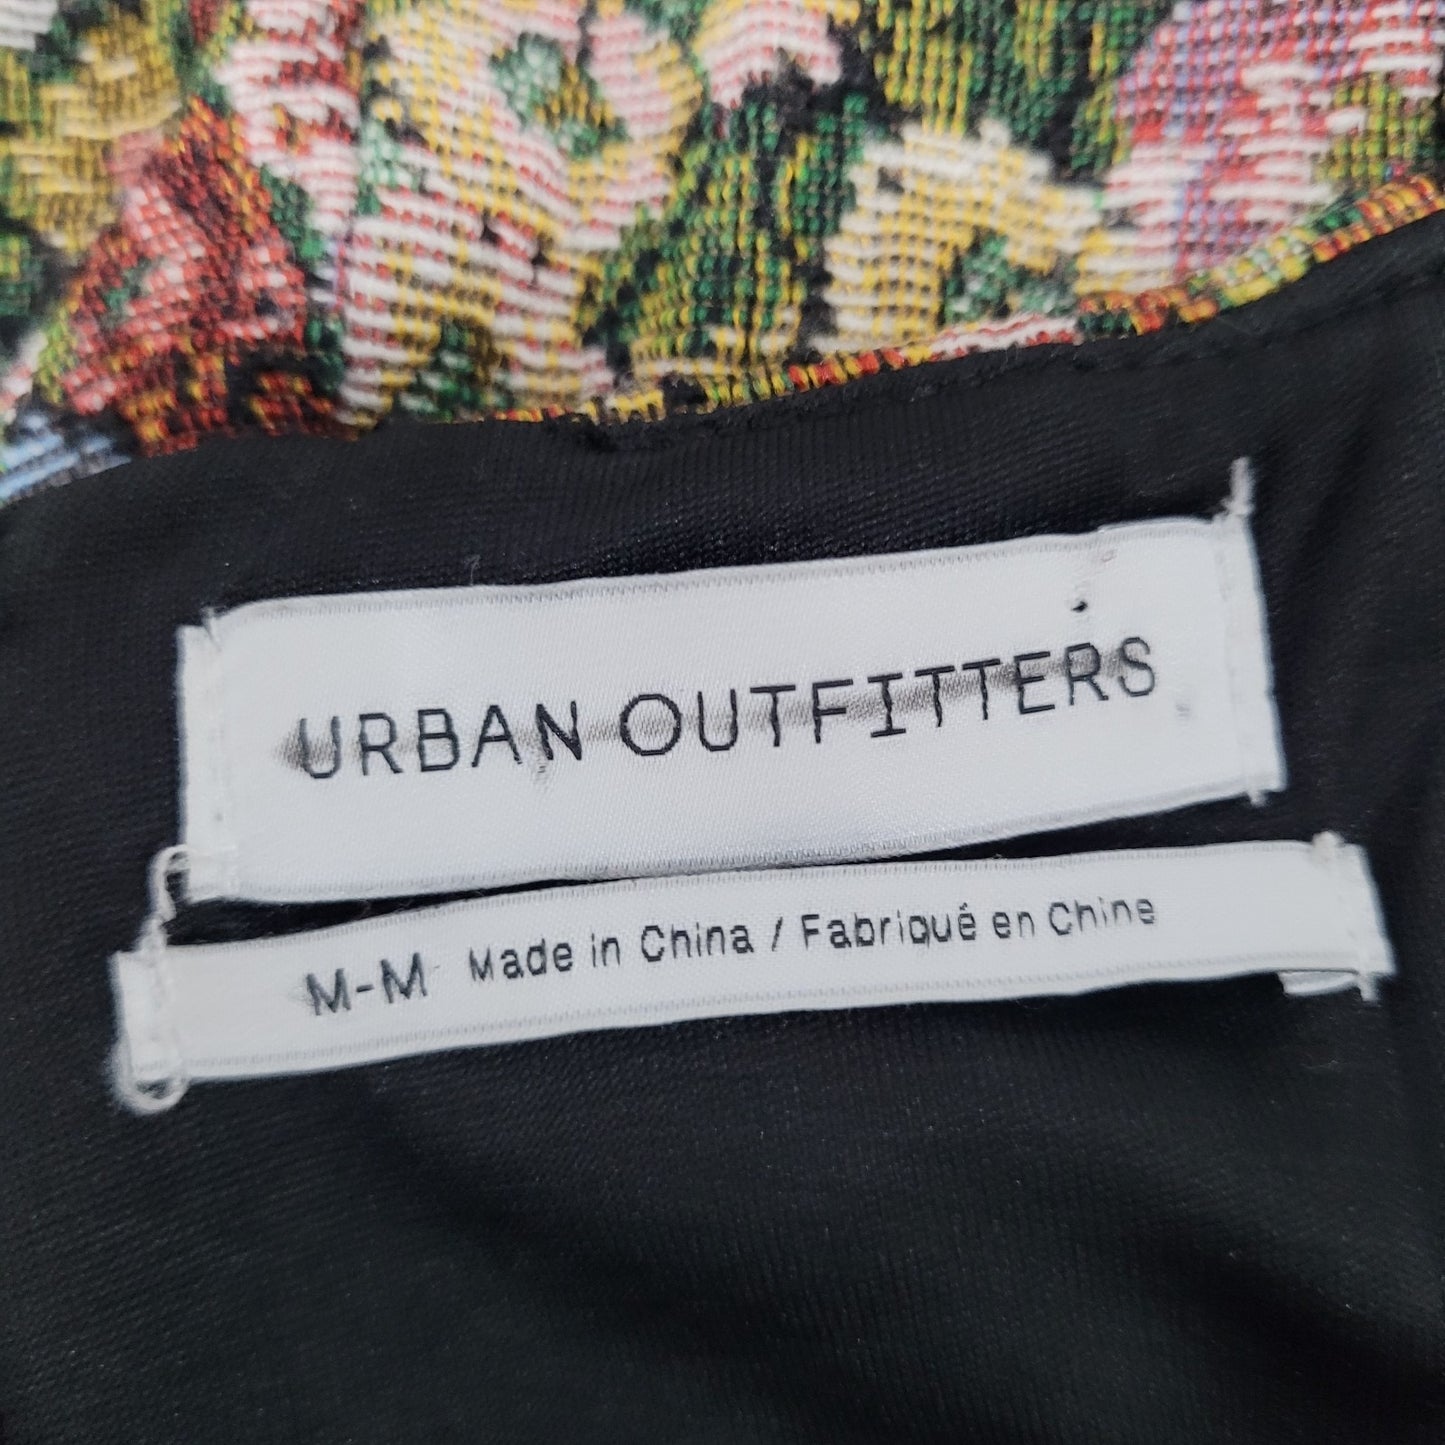 URBAN OUTFITTERS
M-M Made in China / Fabriqué en Chine